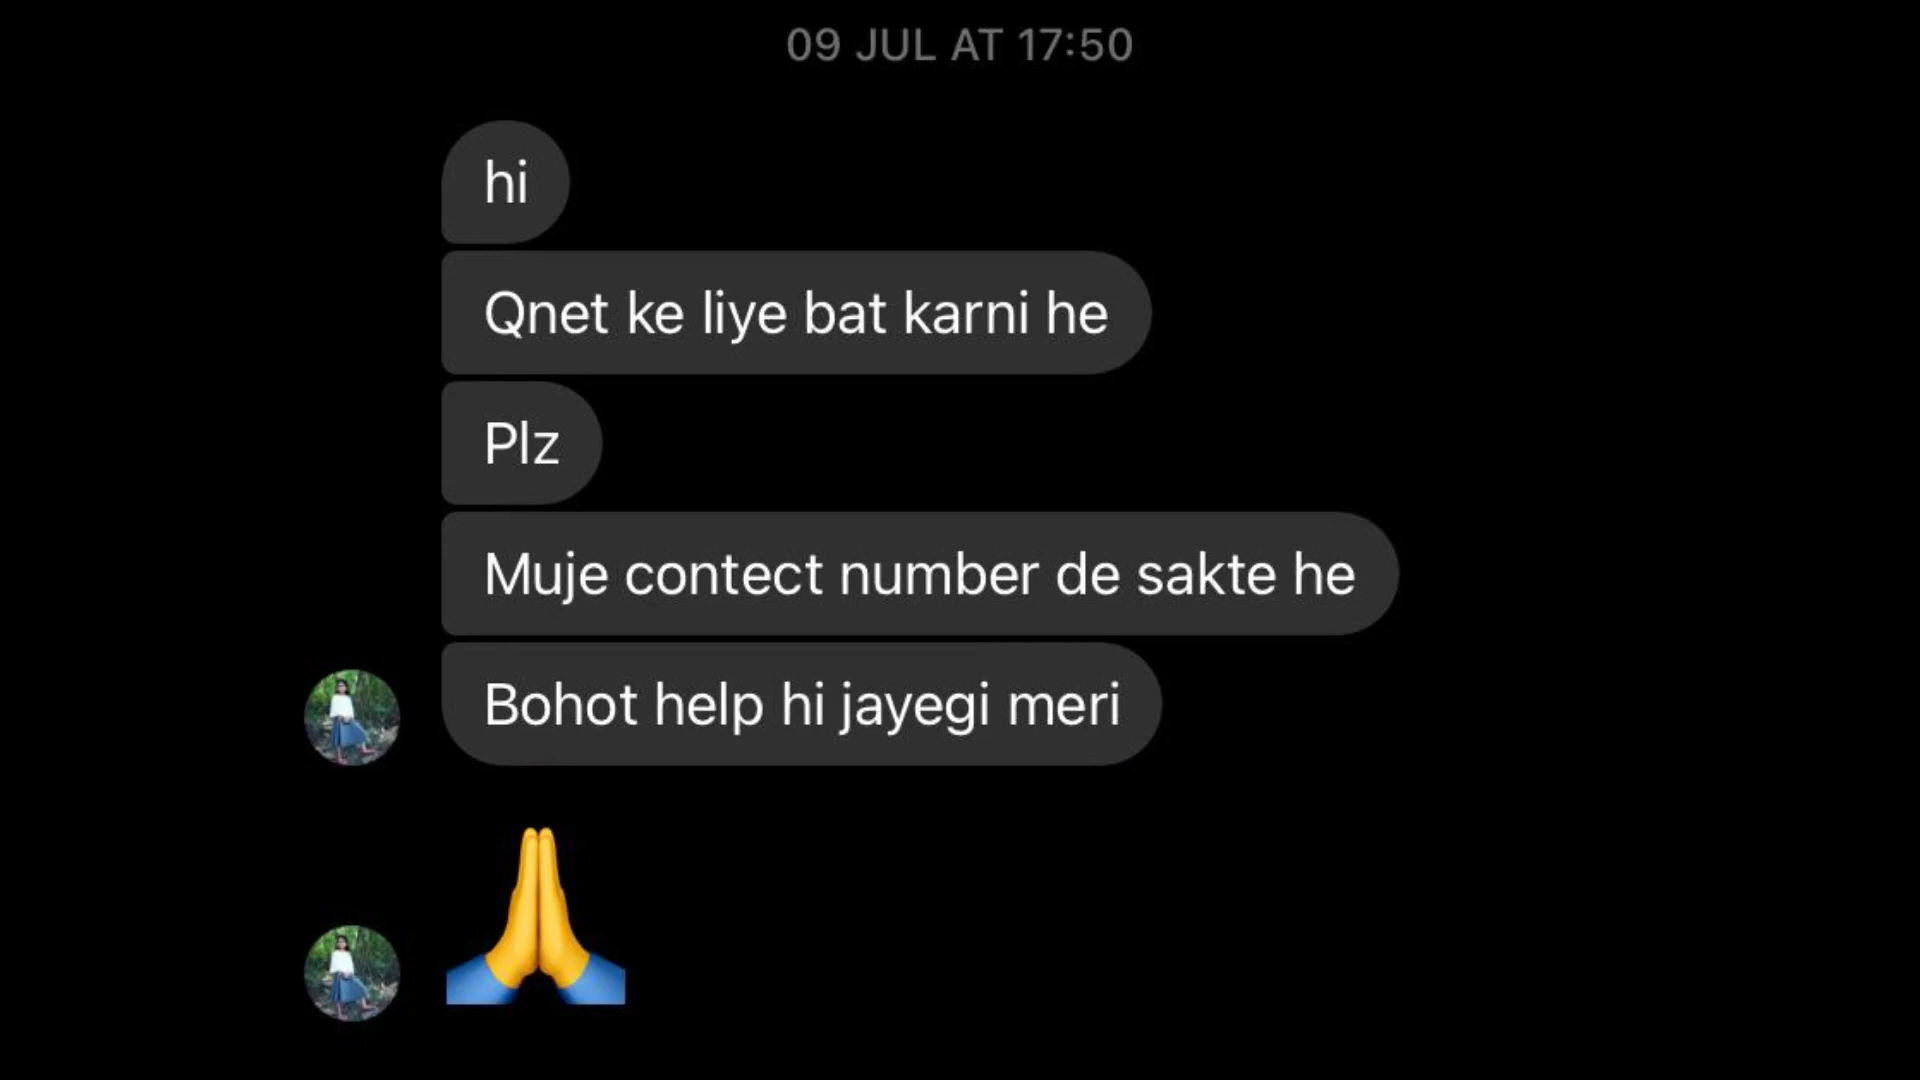 09 JUL AT 17:50
hi
Qnet ke liye bat karni he
Plz
Muje contect number de sakte he
Bohot help hi jayegi meri
🙏